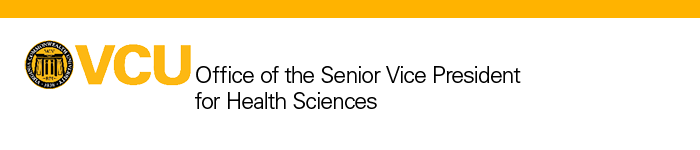 VCU
Office of the Senior Vice President
for Health Sciences